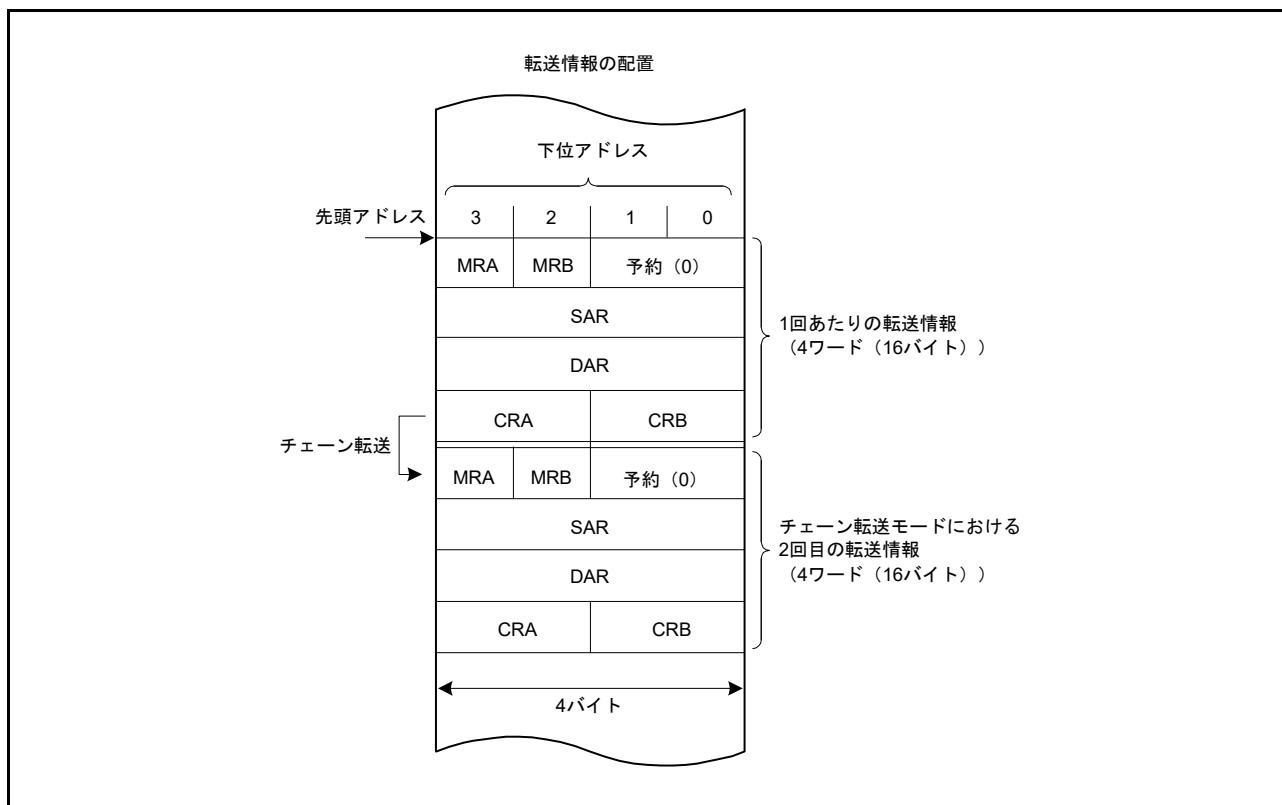 転送情報の配置
下位アドレス
先頭アドレス 3 2 1 0
MRA MRB 予約（0）
SAR
DAR
CRA CRB
1回あたりの転送情報
（4ワード（16バイト））
チェーン転送
MRA MRB 予約（0）
SAR
DAR
CRA CRB
チェーン転送モードにおける
2回目の転送情報
（4ワード（16バイト））
4バイト